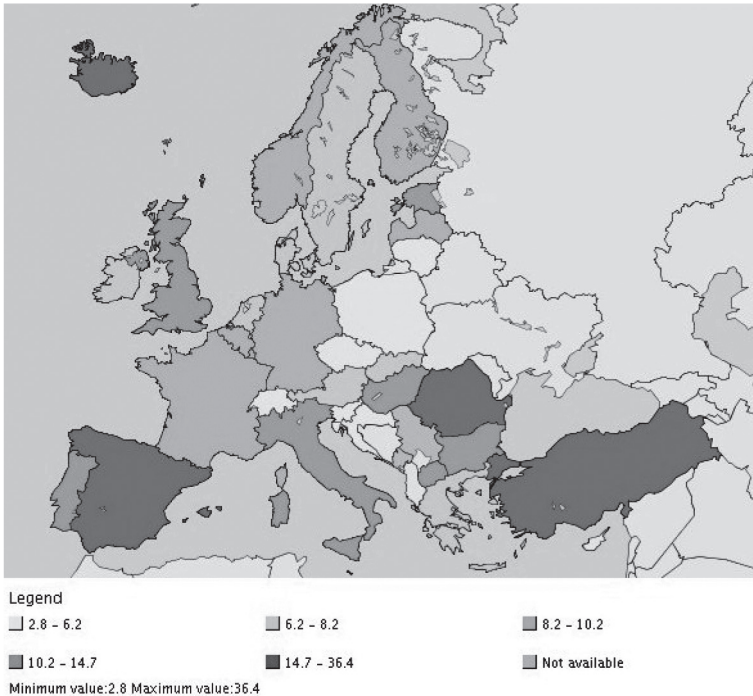 Legend
2.8 – 6.2 6.2 – 8.2 8.2 – 10.2
10.2 – 14.7 14.7 – 36.4 Not available
Minimum value:2.8 Maximum value:36.4